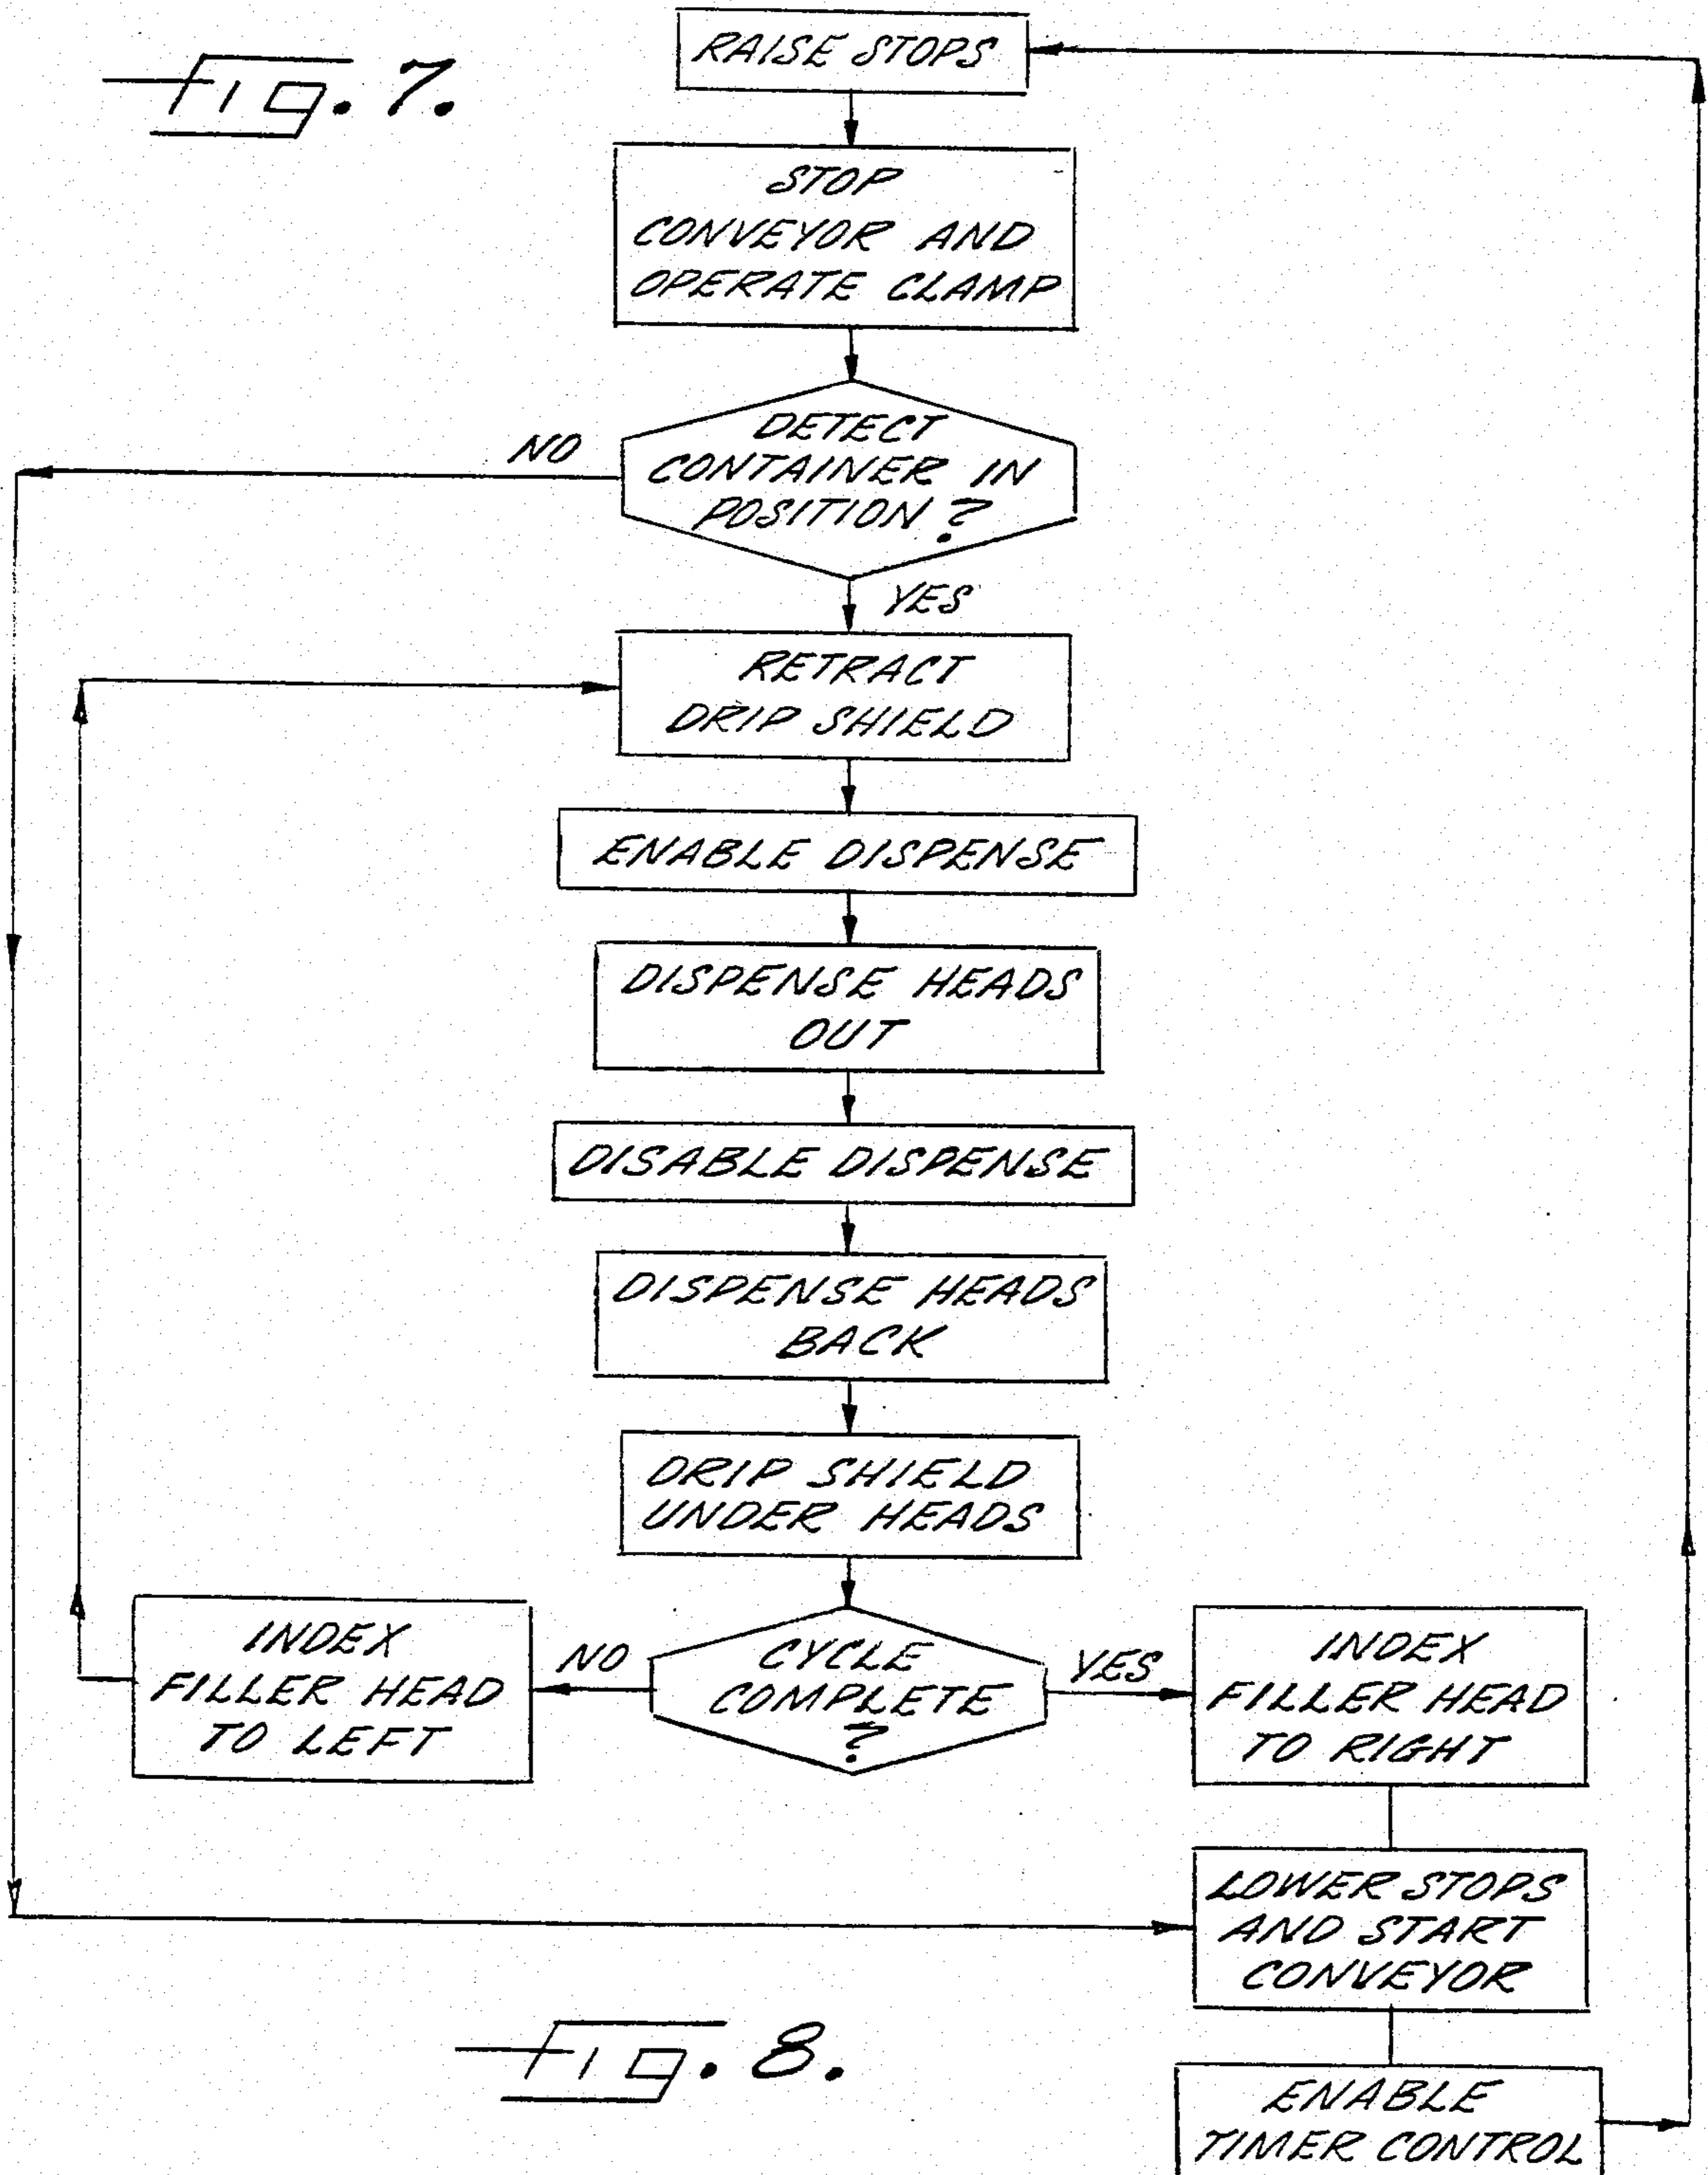 Fig. 7.
RAISE STOPS
STOP
CONVEYOR AND
OPERATE CLAMP
DETECT
CONTAINER IN
POSITION?
NO
YES
RETRACT
DRIP SHIELD
ENABLE DISPENSE
DISPENSE HEADS
OUT
DISABLE DISPENSE
DISPENSE HEADS
BACK
DRIP SHIELD
UNDER HEADS
CYCLE
COMPLETE
?
NO
YES
INDEX
FILLER HEAD
TO LEFT
INDEX
FILLER HEAD
TO RIGHT
LOWER STOPS
AND START
CONVEYOR
ENABLE
TIMER CONTROL
Fig. 8.